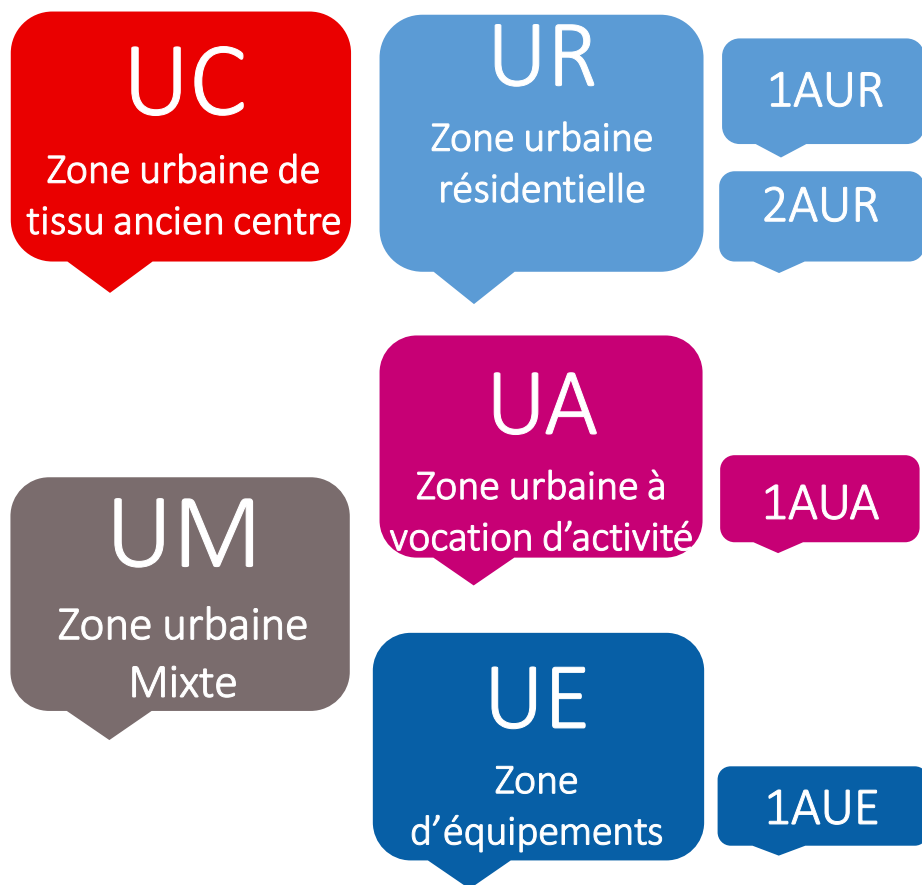 UC
Zone urbaine de
tissu ancien centre
UR
Zone urbaine
résidentielle
1AUR
2AUR
UM
Zone urbaine
Mixte
UA
Zone urbaine à
vocation d’activité
1AUA
UE
Zone
d’équipements
1AUE